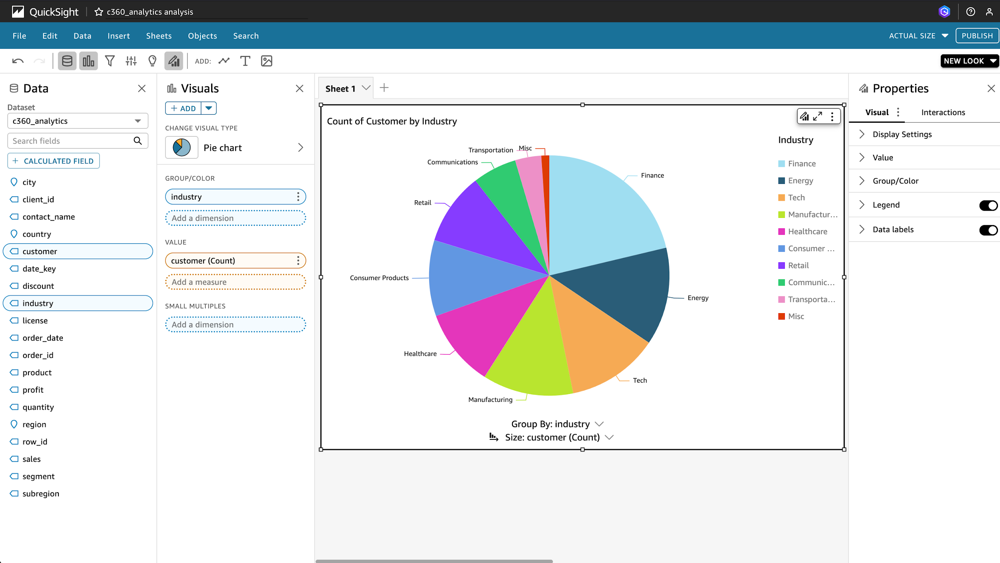 QuickSight
c360_analytics analysis
File Edit Data Insert Sheets Objects Search
ACTUAL SIZE
PUBLISH
ADD:
NEW LOOK
Data
Dataset
c360_analytics
Search fields
+ CALCULATED FIELD
city
client_id
contact_name
country
customer
date_key
discount
industry
license
order_date
order_id
product
profit
quantity
region
row_id
sales
segment
subregion
Visuals
+ ADD
CHANGE VISUAL TYPE
Pie chart
GROUP/COLOR
industry
Add a dimension
VALUE
customer (Count)
Add a measure
SMALL MULTIPLES
Add a dimension
Sheet 1
Count of Customer by Industry
Misc
Transportation
Communications
Finance
Retail
Consumer Products
Energy
Healthcare
Tech
Manufacturing
Group By: industry
Size: customer (Count)
Industry
Finance
Energy
Tech
Manufactur...
Healthcare
Consumer ...
Retail
Communic...
Transporta...
Misc
Properties
Visual Interactions
Display Settings
Value
Group/Color
Legend
Data labels